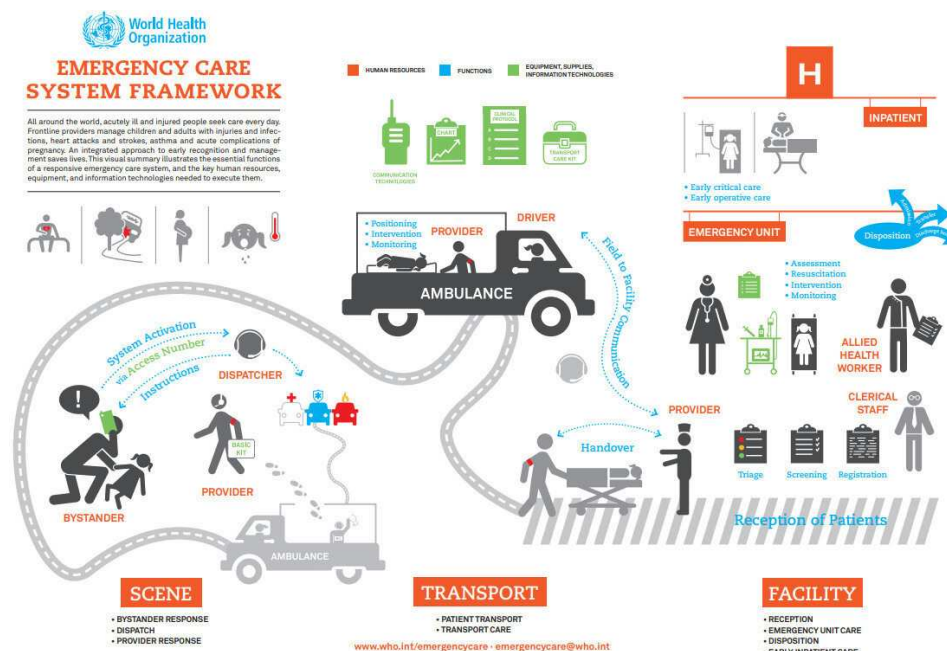 World Health
Organization
EMERGENCY CARE
SYSTEM FRAMEWORK
All around the world, acutely ill and injured people seek care every day.
Frontline providers manage children and adults with injuries and infec-
tions, heart attacks and strokes, asthma and acute complications of
pregnancy. An integrated approach to early recognition and manage-
ment saves lives. This visual summary illustrates the essential functions
of a responsive emergency care system, and the key human resources,
equipment, and information technologies needed to execute them.
HUMAN RESOURCES
FUNCTIONS
EQUIPMENT, SUPPLIES,
INFORMATION TECHNOLOGIES
COMMUNICATION
TECHNOLOGIES
CHART
CLINICAL
PROTOCOL
TRANSPORT
CARE KIT
H
INPATIENT
• Early critical care
• Early operative care
EMERGENCY UNIT
Disposition
• Assessment
• Resuscitation
• Intervention
• Monitoring
ALLIED
HEALTH
WORKER
CLERICAL
STAFF
Triage
Screening
Registration
Reception of Patients
• Positioning
• Intervention
• Monitoring
PROVIDER
DRIVER
AMBULANCE
Field to Facility Communication
PROVIDER
Handover
System Activation
via Access Number
Instructions
DISPATCHER
!
BASIC
KIT
PROVIDER
BYSTANDER
AMBULANCE
SCENE
• BYSTANDER RESPONSE
• DISPATCH
• PROVIDER RESPONSE
TRANSPORT
• PATIENT TRANSPORT
• TRANSPORT CARE
www.who.int/emergencycare - emergencycare@who.int
FACILITY
• RECEPTION
• EMERGENCY UNIT CARE
• DISPOSITION
• EARLY INPATIENT CARE